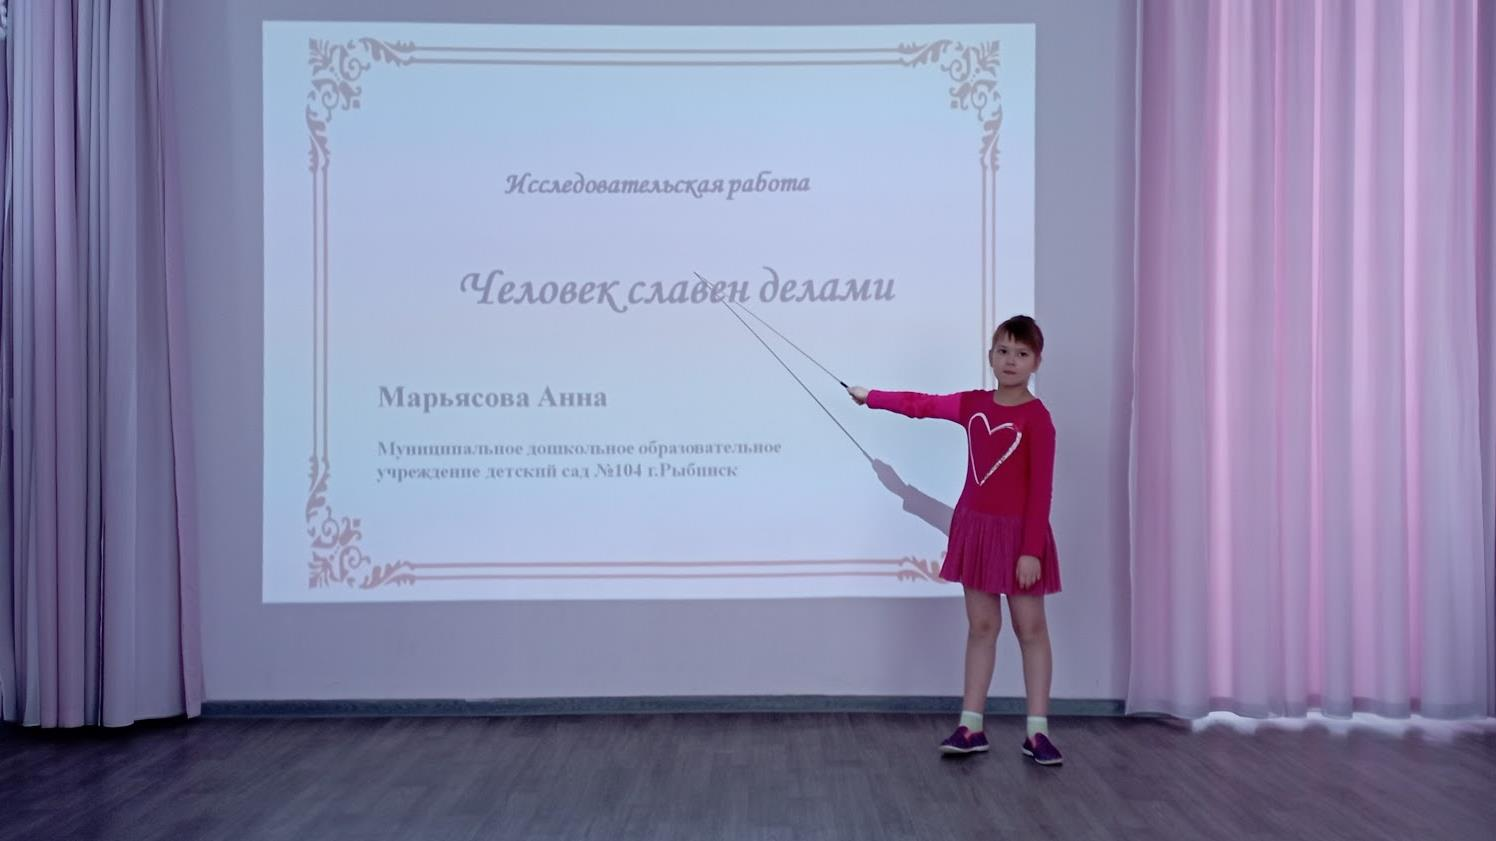 Исследовательская работа
Человек славен делами
Марьясова Анна
Муниципальное дошкольное образовательное
учреждение детский сад №104 г.Рыбинск